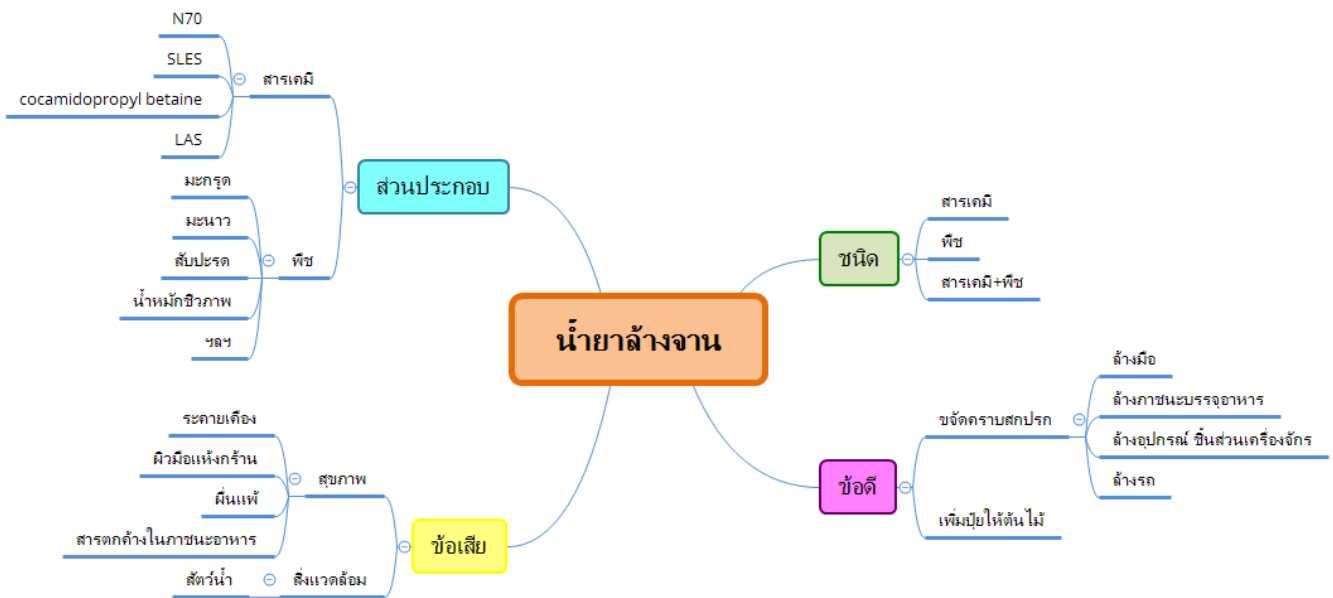 น้ำยาล้างจาน
ส่วนประกอบ
สารเคมี
N70
SLES
cocamidopropyl betaine
LAS
พืช
มะกรูด
มะนาว
สับปะรด
น้ำหมักชีวภาพ
ฯลฯ
ชนิด
สารเคมี
พืช
สารเคมี+พืช
ข้อดี
ขจัดคราบสกปรก
ล้างมือ
ล้างภาชนะบรรจุอาหาร
ล้างอุปกรณ์ ชิ้นส่วนเครื่องจักร
ล้างรถ
เพิ่มปุ๋ยให้ต้นไม้
ข้อเสีย
สุขภาพ
ระคายเคือง
ผิวมือแห้งกร้าน
ผื่นแพ้
สารตกค้างในภาชนะอาหาร
สิ่งแวดล้อม
สัตว์น้ำ